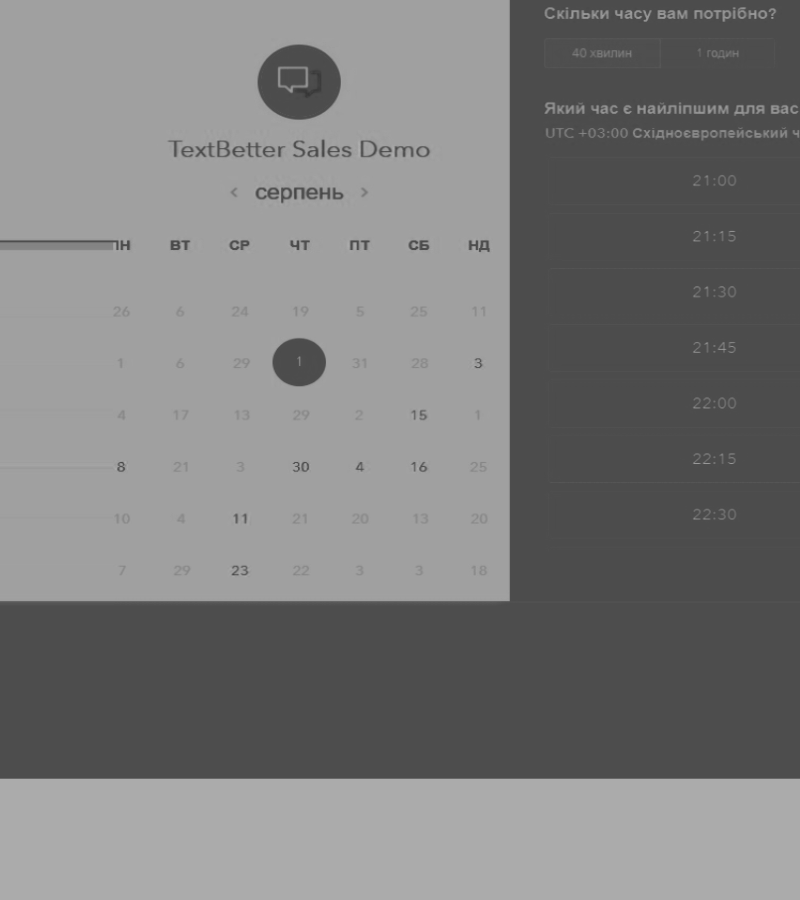 TextBetter Sales Demo
< серпень >
ПН ВТ СР ЧТ ПТ СБ НД
26 6 24 19 5 25 11
1 6 29 1 31 28 3
4 17 13 29 2 15 1
8 21 3 30 4 16 25
10 4 11 21 20 13 20
7 29 23 22 3 3 18
Скільки часу вам потрібно?
40 хвилин 1 годин
Який час є найліпшим для вас
UTC +03:00 Східноєвропейський ч
21:00
21:15
21:30
21:45
22:00
22:15
22:30